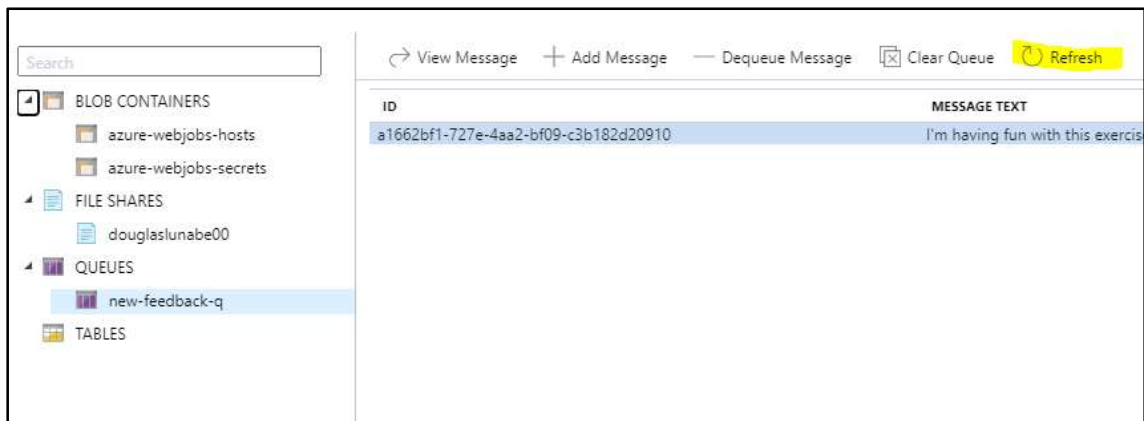 Search
BLOB CONTAINERS
azure-webjobs-hosts
azure-webjobs-secrets
FILE SHARES
douglaslunabe00
QUEUES
new-feedback-q
TABLES
View Message Add Message Dequeue Message Clear Queue Refresh
ID MESSAGE TEXT
a1662bf1-727e-4aa2-bf09-c3b182d20910 I'm having fun with this exercis